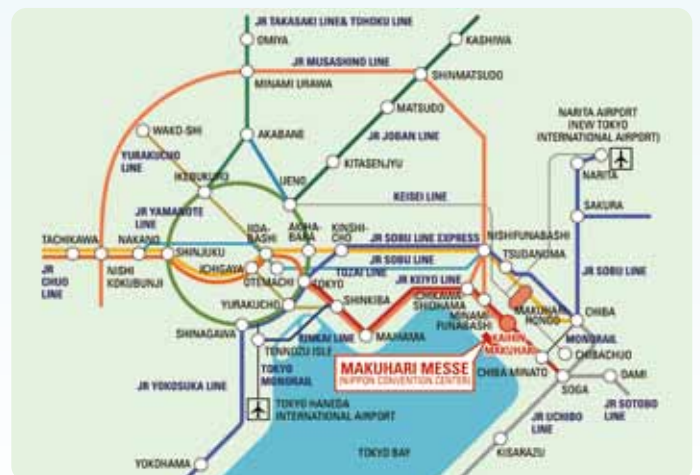 JR TAKASAKI LINE& TOHOKU LINE
OMIYA
KASHIWA
JR MUSASHINO LINE
SHINMATSUDO
MINAMI URAWA
MATSUDO
NARITA AIRPORT
(NEW TOKYO
INTERNATIONAL AIRPORT)
WAKO-SHI
AKABANE
JR JOBAN LINE
YURAKUCHO
LINE
KITASENJYU
IKEBUKURO
UENO
NARITA
KEISEI LINE
SAKURA
JR YAMANOTE
LINE
TACHIKAWA
NAKANO
IIDA-
BASHI
AKIHA-
BARA
KINSHI-
CHO
JR SOBU LINE EXPRESS
NISHIFUNABASHI
SHINJUKU
JR SOBU LINE
TSUDANUMA
JR
CHUO
LINE
NISHI
KOKUBUNJI
ICHIGAYA
OTEMACHI
TOZAI LINE
TOKYO
JR KEIYO LINE
JR SOBU LINE
ICHIKAWA-
SHIOHAMA
YURAKUCHO
SHINKIBA
MINAMI-
FUNABASHI
MAKUHARI
HONGO
CHIBA
SHINAGAWA
RINKAI LINE
MAIHAMA
KAIHIN
MAKUHARI
MONORAIL
TENNOZU ISLE
CHIBACHUO
MAKUHARI MESSE
(NIPPON CONVENTION CENTER)
CHIBA MINATO
TOKYO
MONORAIL
SOGA
OAMI
JR YOKOSUKA LINE
TOKYO HANEDA
INTERNATIONAL AIRPORT
JR UCHIBO
LINE
JR SOTOBO
LINE
KISARAZU
TOKYO BAY
YOKOHAMA